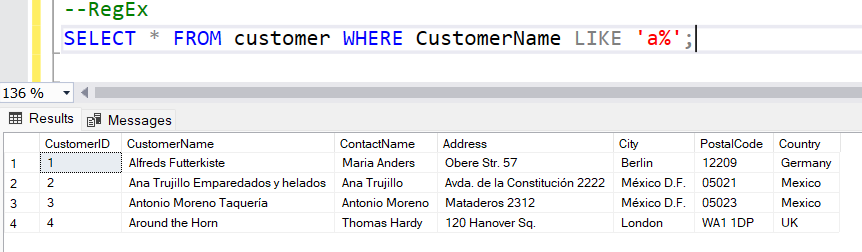 --RegEx
SELECT * FROM customer WHERE CustomerName LIKE 'a%';
136 %
Results Messages
CustomerID CustomerName ContactName Address City PostalCode Country
1 1 Alfreds Futterkiste Maria Anders Obere Str. 57 Berlin 12209 Germany
2 2 Ana Trujillo Emparedados y helados Ana Trujillo Avda. de la Constitución 2222 México D.F. 05021 Mexico
3 3 Antonio Moreno Taquería Antonio Moreno Mataderos 2312 México D.F. 05023 Mexico
4 4 Around the Horn Thomas Hardy 120 Hanover Sq. London WA1 1DP UK